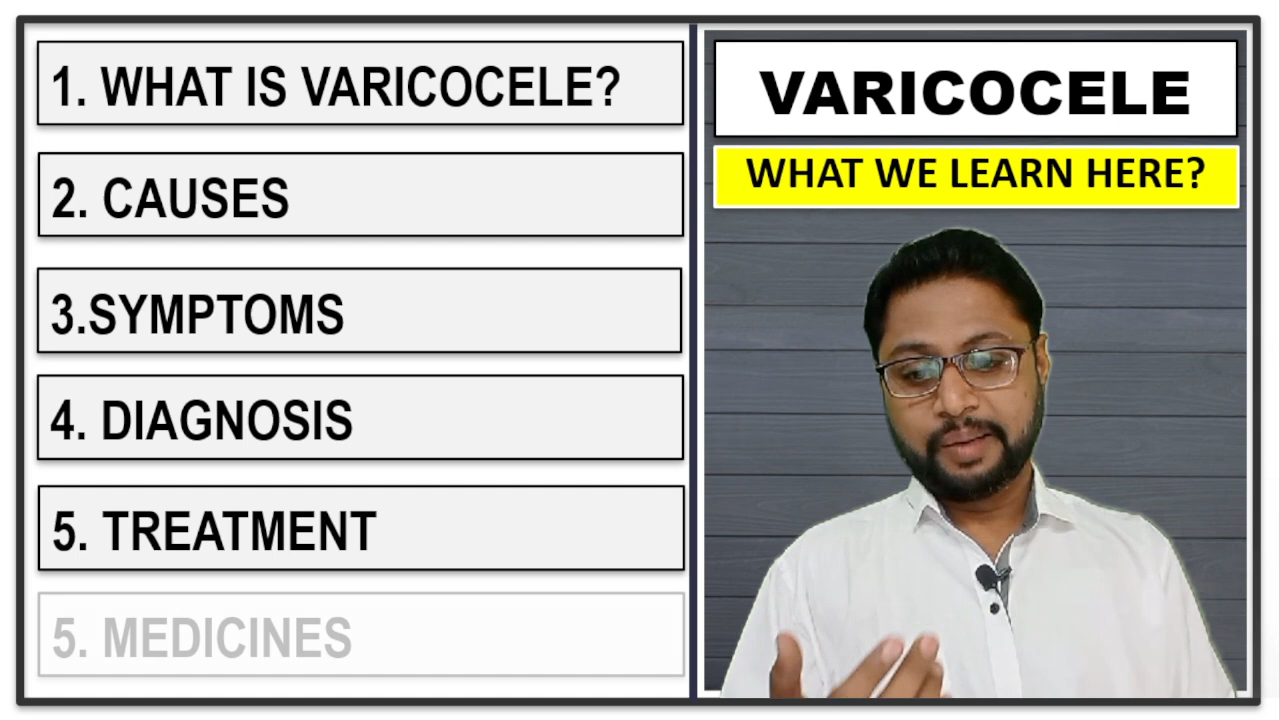 1. WHAT IS VARICOCELE?
2. CAUSES
3.SYMPTOMS
4. DIAGNOSIS
5. TREATMENT
5. MEDICINES
VARICOCELE
WHAT WE LEARN HERE?